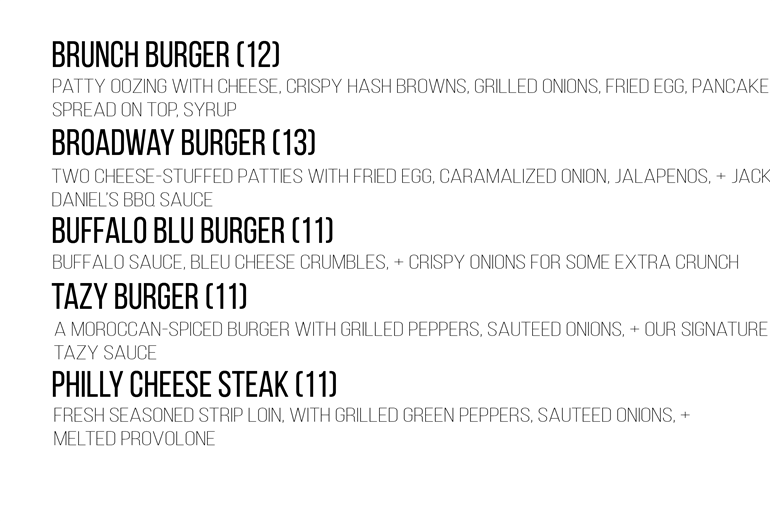 BRUNCH BURGER (12)
PATTY OOZING WITH CHEESE, CRISPY HASH BROWNS, GRILLED ONIONS, FRIED EGG, PANCAKE
SPREAD ON TOP, SYRUP
BROADWAY BURGER (13)
TWO CHEESE-STUFFED PATTIES WITH FRIED EGG, CARAMALIZED ONION, JALAPENOS, + JACK
DANIEL'S BBQ SAUCE
BUFFALO BLU BURGER (11)
BUFFALO SAUCE, BLEU CHEESE CRUMBLES, + CRISPY ONIONS FOR SOME EXTRA CRUNCH
TAZY BURGER (11)
A MOROCCAN-SPICED BURGER WITH GRILLED PEPPERS, SAUTEED ONIONS, + OUR SIGNATURE
TAZY SAUCE
PHILLY CHEESE STEAK (11)
FRESH SEASONED STRIP LOIN, WITH GRILLED GREEN PEPPERS, SAUTEED ONIONS, +
MELTED PROVOLONE